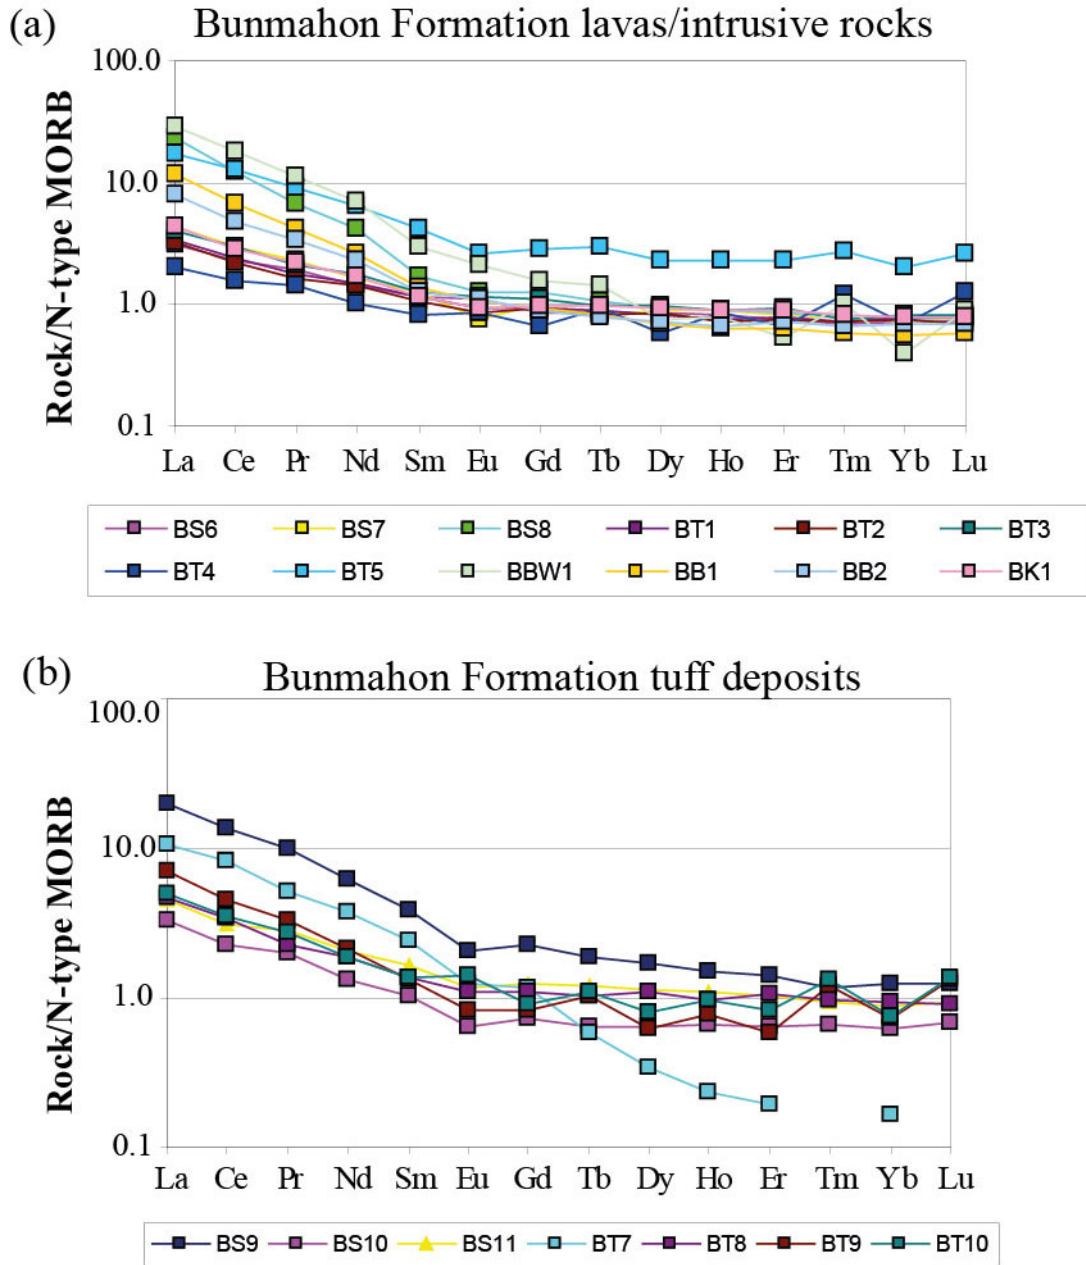 (a) Bunmahon Formation lavas/intrusive rocks
Rock/N-type MORB
100.0
10.0
1.0
0.1
La Ce Pr Nd Sm Eu Gd Tb Dy Ho Er Tm Yb Lu
BS6 BS7 BS8 BT1 BT2 BT3
BT4 BT5 BBW1 BB1 BB2 BK1
(b) Bunmahon Formation tuff deposits
Rock/N-type MORB
100.0
10.0
1.0
0.1
La Ce Pr Nd Sm Eu Gd Tb Dy Ho Er Tm Yb Lu
BS9 BS10 BS11 BT7 BT8 BT9 BT10